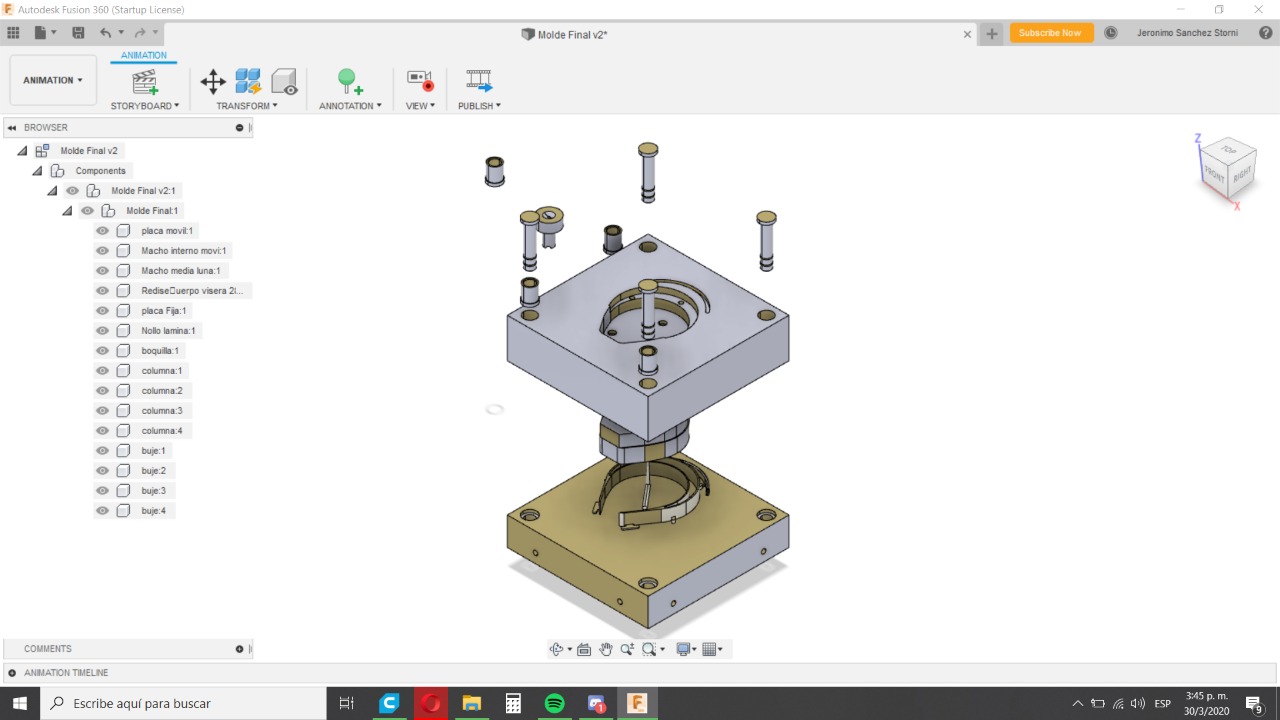 Autodesk Fusion 360 (Startup License)
Molde Final v2*
Subscribe Now
Jeronimo Sanchez Storni
ANIMATION
ANIMATION
STORYBOARD
TRANSFORM
ANNOTATION
VIEW
PUBLISH
BROWSER
Molde Final v2
Components
Molde Final v2:1
Molde Final:1
placa movil:1
Macho interno movi:1
Macho media luna:1
Redise□uerpo visera 2(...
placa Fija:1
Nollo lamina:1
boquilla:1
columna:1
columna:2
columna:3
columna:4
buje:1
buje:2
buje:3
buje:4
Z
TOP
FRONT
RIGHT
X
COMMENTS
ANIMATION TIMELINE
Escribe aquí para buscar
ESP
3:45 p. m.
30/3/2020
9